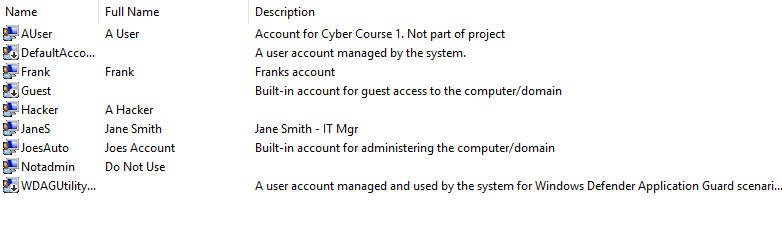 Name Full Name Description
AUser A User Account for Cyber Course 1. Not part of project
DefaultAcco... A user account managed by the system.
Frank Frank Franks account
Guest Built-in account for guest access to the computer/domain
Hacker A Hacker
JaneS Jane Smith Jane Smith - IT Mgr
JoesAuto Joes Account Built-in account for administering the computer/domain
Notadmin Do Not Use
WDAGUtility... A user account managed and used by the system for Windows Defender Application Guard scenari...